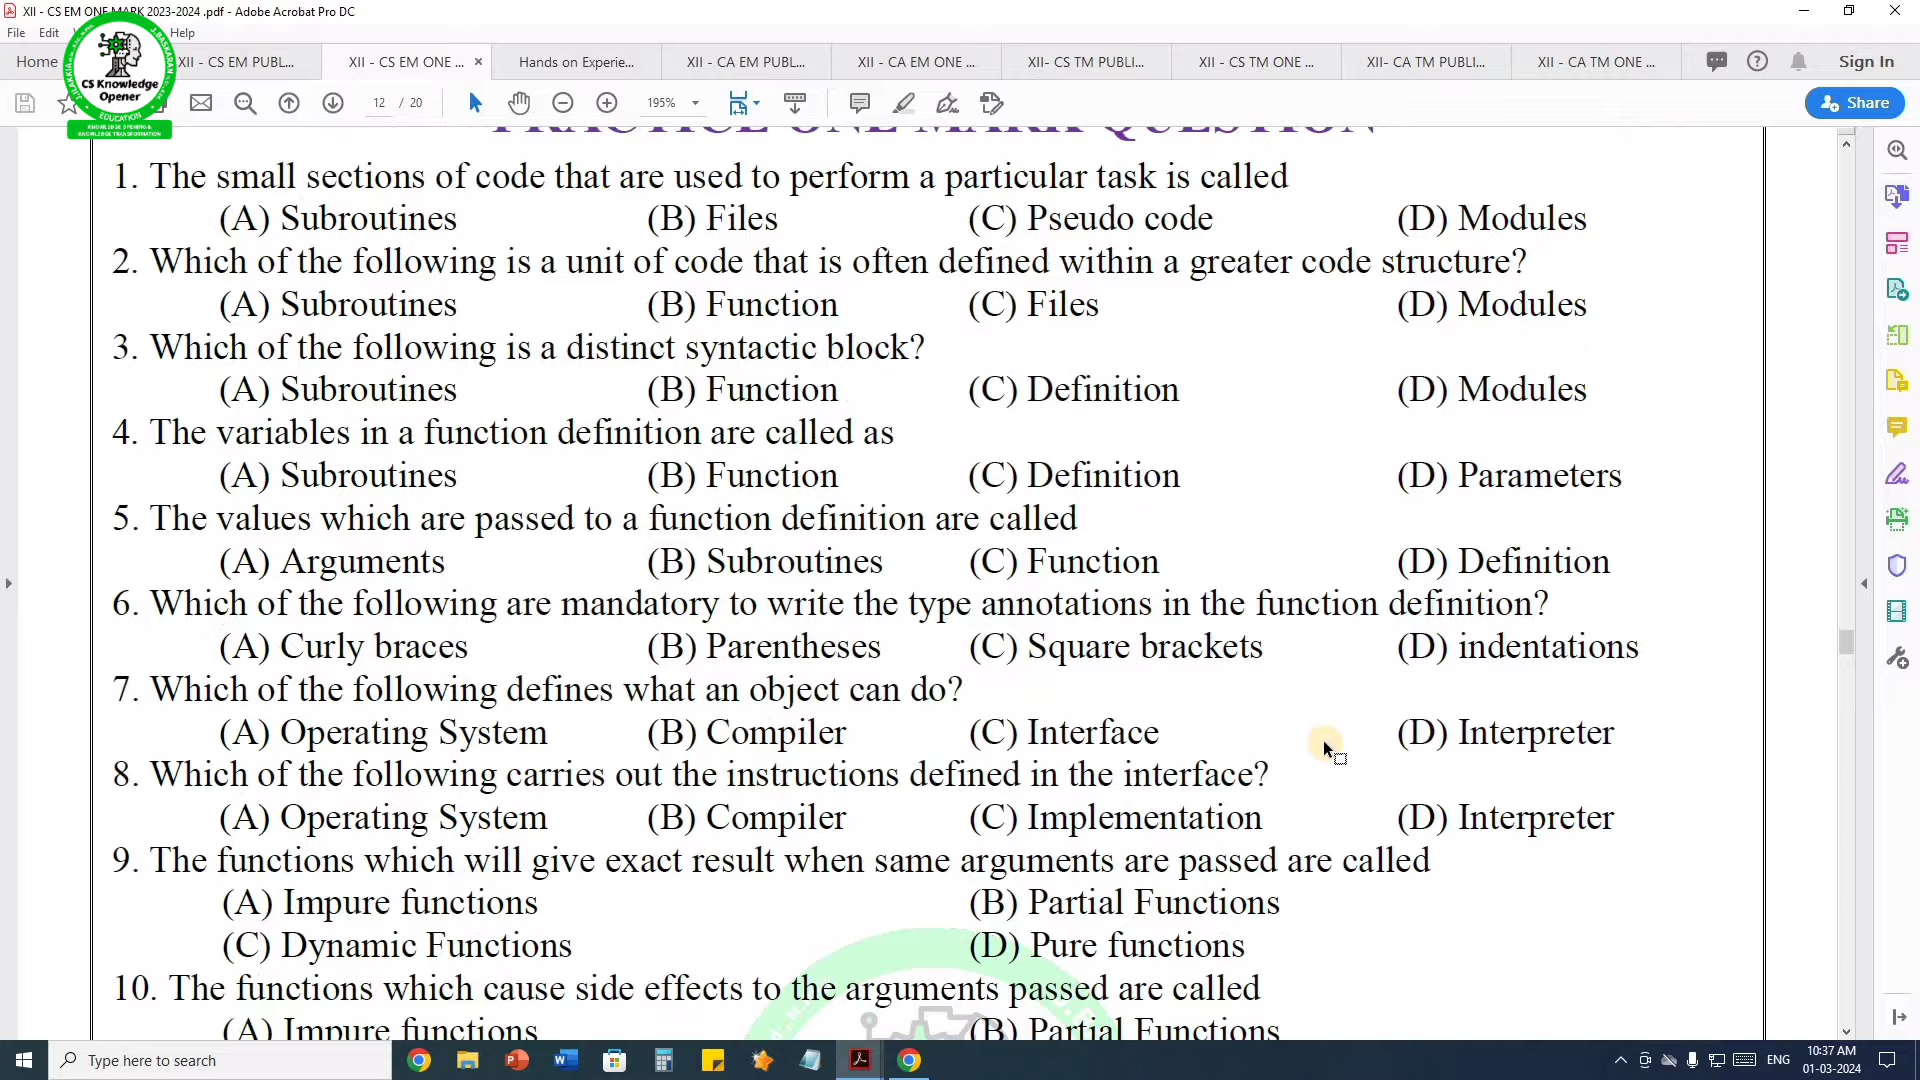 XII - CS EM ONE MARK 2023-2024 .pdf - Adobe Acrobat Pro DC
File Edit Help
Home XII - CS EM PUBL... XII - CS EM ONE ... × Hands on Experie... XII - CA EM PUBL... XII - CA EM ONE ... XII- CS TM PUBLI... XII - CS TM ONE ... XII- CA TM PUBLI... XII - CA TM ONE ... Sign In
CS Knowledge
Opener
EDUCATION
KNOWLEDGE OPENING &
KNOWLEDGE TRANSFORMATION
12 / 20 195% Share
PRACTICE ONE MARK QUESTION
1. The small sections of code that are used to perform a particular task is called
(A) Subroutines (B) Files (C) Pseudo code (D) Modules
2. Which of the following is a unit of code that is often defined within a greater code structure?
(A) Subroutines (B) Function (C) Files (D) Modules
3. Which of the following is a distinct syntactic block?
(A) Subroutines (B) Function (C) Definition (D) Modules
4. The variables in a function definition are called as
(A) Subroutines (B) Function (C) Definition (D) Parameters
5. The values which are passed to a function definition are called
(A) Arguments (B) Subroutines (C) Function (D) Definition
6. Which of the following are mandatory to write the type annotations in the function definition?
(A) Curly braces (B) Parentheses (C) Square brackets (D) indentations
7. Which of the following defines what an object can do?
(A) Operating System (B) Compiler (C) Interface (D) Interpreter
8. Which of the following carries out the instructions defined in the interface?
(A) Operating System (B) Compiler (C) Implementation (D) Interpreter
9. The functions which will give exact result when same arguments are passed are called
(A) Impure functions (B) Partial Functions
(C) Dynamic Functions (D) Pure functions
10. The functions which cause side effects to the arguments passed are called
(A) Impure functions (B) Partial Functions
Type here to search ENG 10:37 AM
01-03-2024